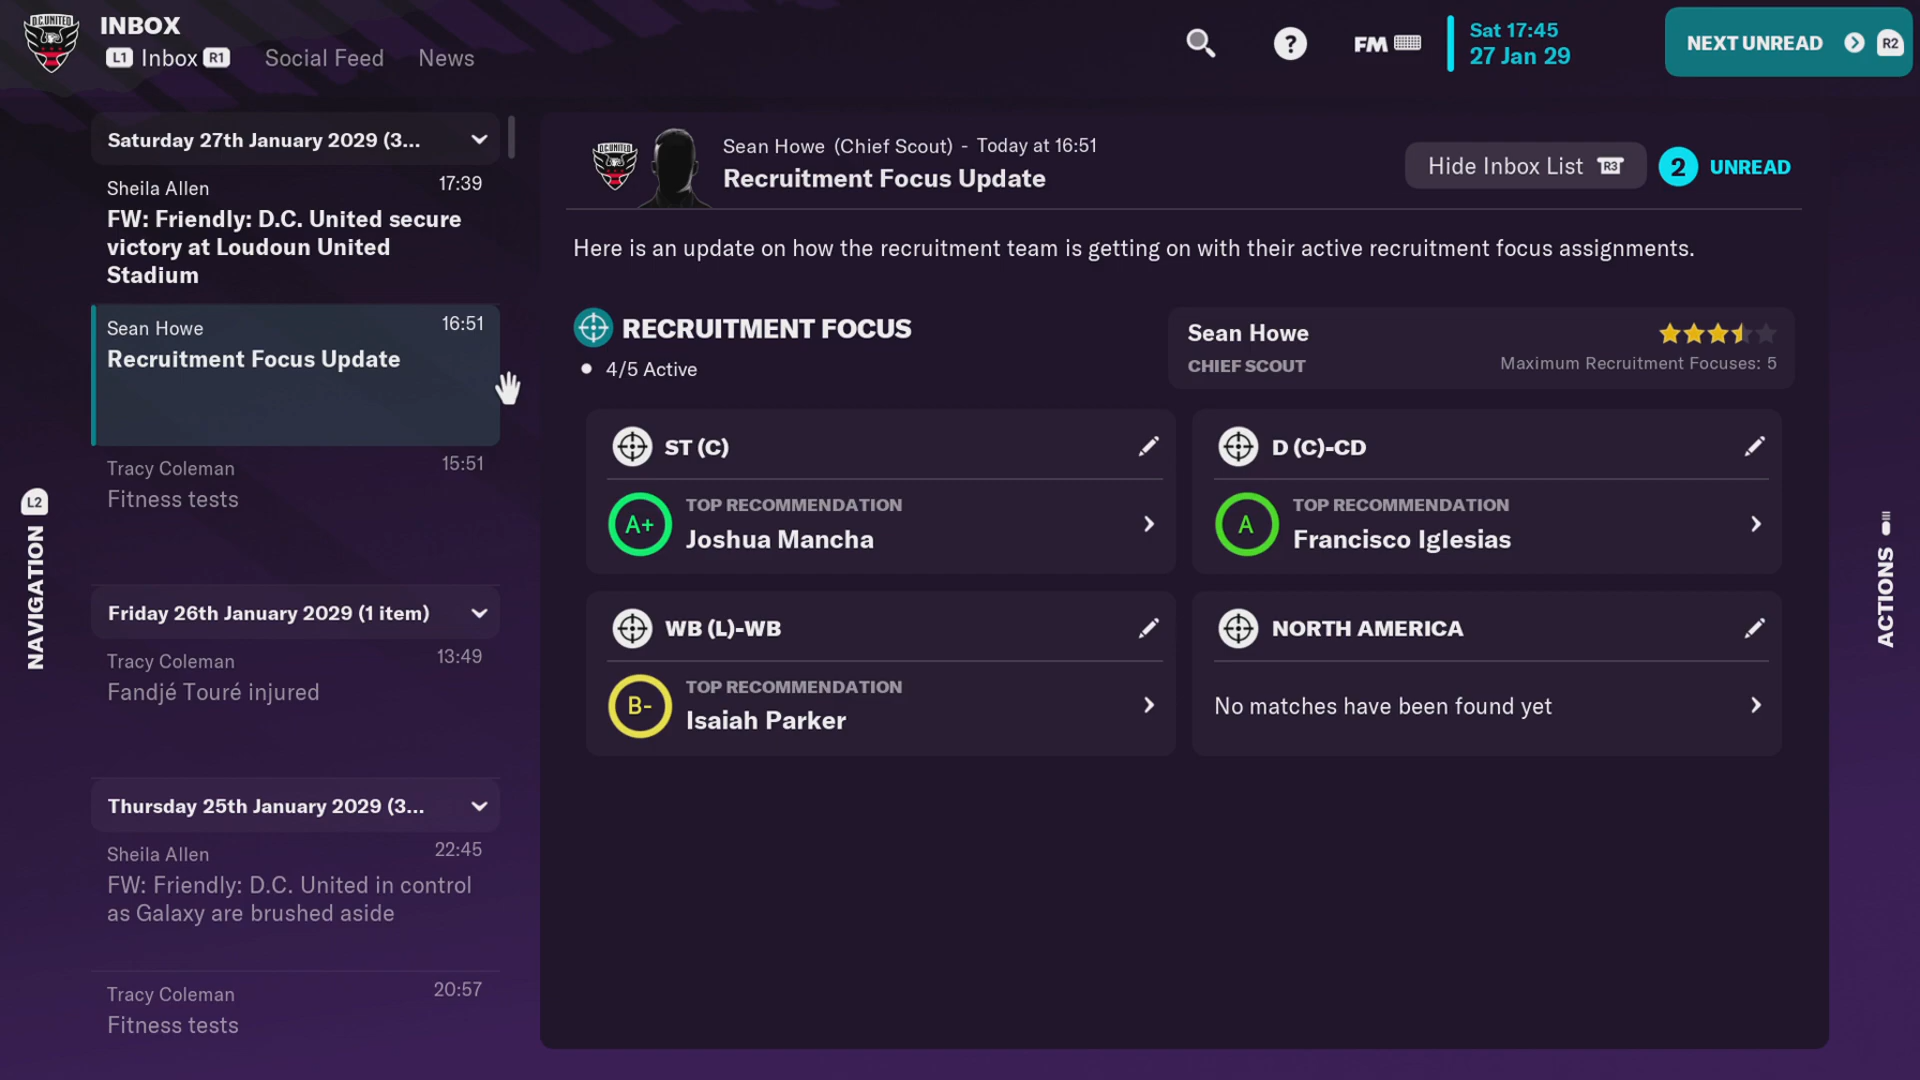 D.C.UNITED
INBOX
L1 Inbox R1 Social Feed News
FM
Sat 17:45
27 Jan 29
NEXT UNREAD R2
Saturday 27th January 2029 (3...
Sheila Allen 17:39
FW: Friendly: D.C. United secure
victory at Loudoun United
Stadium
Sean Howe 16:51
Recruitment Focus Update
Tracy Coleman 15:51
Fitness tests
Friday 26th January 2029 (1 item)
Tracy Coleman 13:49
Fandjé Touré injured
Thursday 25th January 2029 (3...
Sheila Allen 22:45
FW: Friendly: D.C. United in control
as Galaxy are brushed aside
Tracy Coleman 20:57
Fitness tests
L2
NAVIGATION
D.C.UNITED
Sean Howe (Chief Scout) - Today at 16:51
Recruitment Focus Update
Hide Inbox List R3
2 UNREAD
Here is an update on how the recruitment team is getting on with their active recruitment focus assignments.
RECRUITMENT FOCUS
4/5 Active
Sean Howe
CHIEF SCOUT
Maximum Recruitment Focuses: 5
ST (C)
TOP RECOMMENDATION
A+ Joshua Mancha
D (C)-CD
TOP RECOMMENDATION
A Francisco Iglesias
WB (L)-WB
TOP RECOMMENDATION
B- Isaiah Parker
NORTH AMERICA
No matches have been found yet
ACTIONS